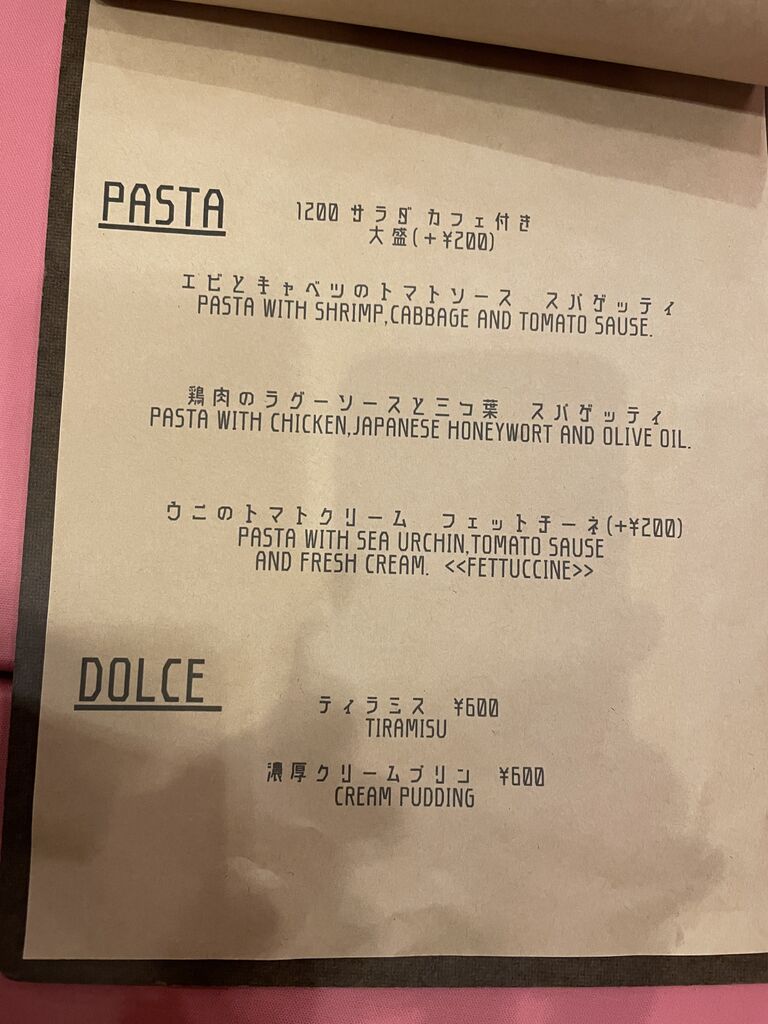 PASTA
1200 サラダ カフェ付き
大盛(+¥200)
エビとキャベツのトマトソース スパゲッティ
PASTA WITH SHRIMP,CABBAGE AND TOMATO SAUSE.
鶏肉のラグーソースと三つ葉 スパゲッティ
PASTA WITH CHICKEN,JAPANESE HONEYWORT AND OLIVE OIL.
ウニのトマトクリーム フェットチーネ(+¥200)
PASTA WITH SEA URCHIN,TOMATO SAUSE
AND FRESH CREAM. <<FETTUCCINE>>
DOLCE
ティラミス ¥600
TIRAMISU
濃厚クリームプリン ¥600
CREAM PUDDING